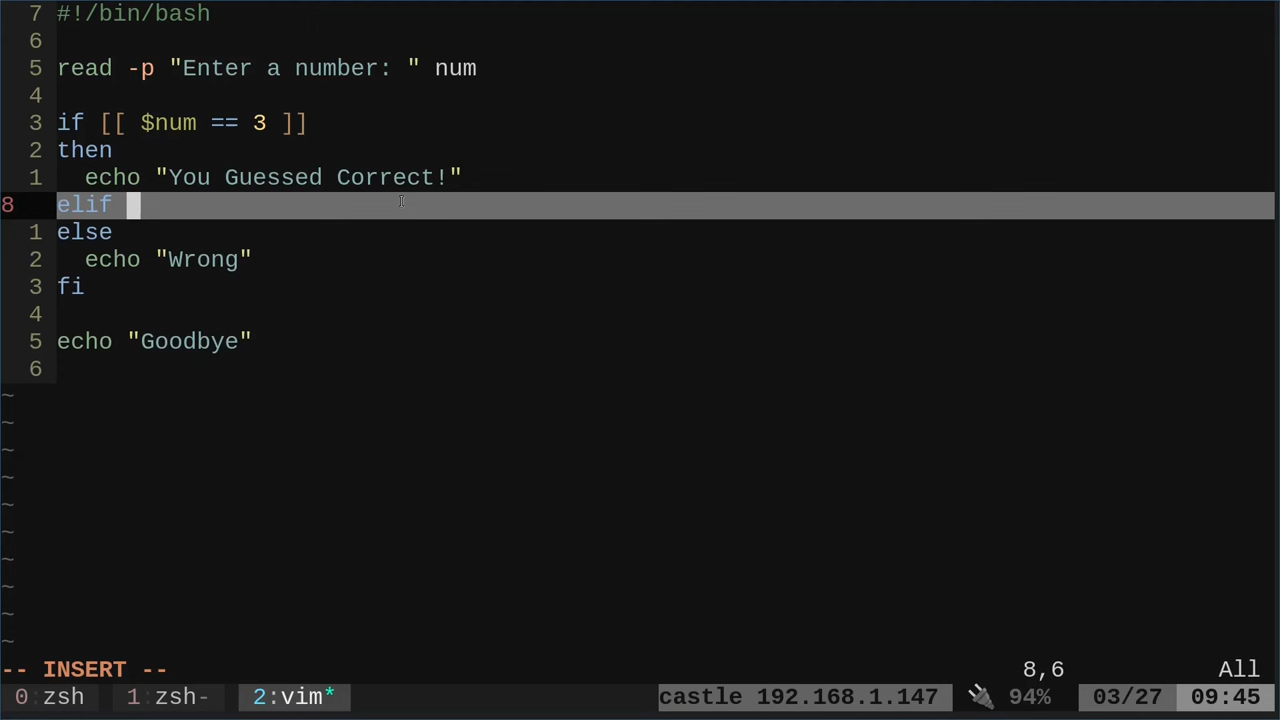 7 #!/bin/bash
6
5 read -p "Enter a number: " num
4
3 if [[ $num == 3 ]]
2 then
1   echo "You Guessed Correct!"
8 elif
1 else
2   echo "Wrong"
3 fi
4
5 echo "Goodbye"
6
~
~
~
~
~
~
~
~
~
~
-- INSERT -- 8,6 All
0:zsh 1:zsh- 2:vim* castle 192.168.1.147 🔌 94% 03/27 09:45